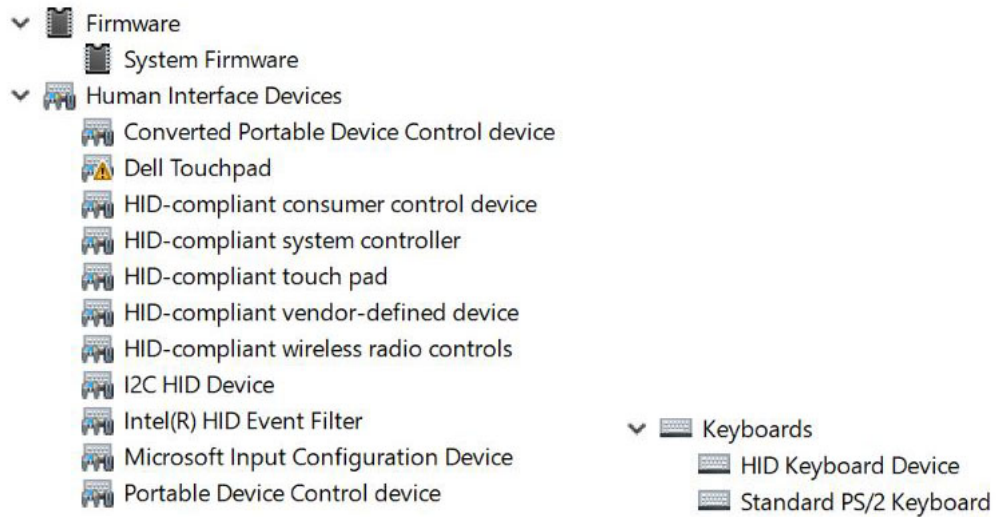 Firmware
System Firmware
Human Interface Devices
Converted Portable Device Control device
Dell Touchpad
HID-compliant consumer control device
HID-compliant system controller
HID-compliant touch pad
HID-compliant vendor-defined device
HID-compliant wireless radio controls
I2C HID Device
Intel(R) HID Event Filter
Microsoft Input Configuration Device
Portable Device Control device
Keyboards
HID Keyboard Device
Standard PS/2 Keyboard